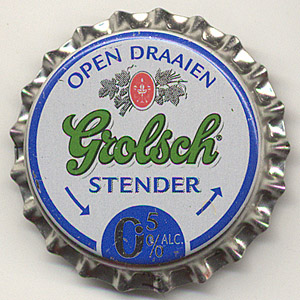 OPEN DRAAIEN
Grolsch
STENDER
0,5 %/ALC.